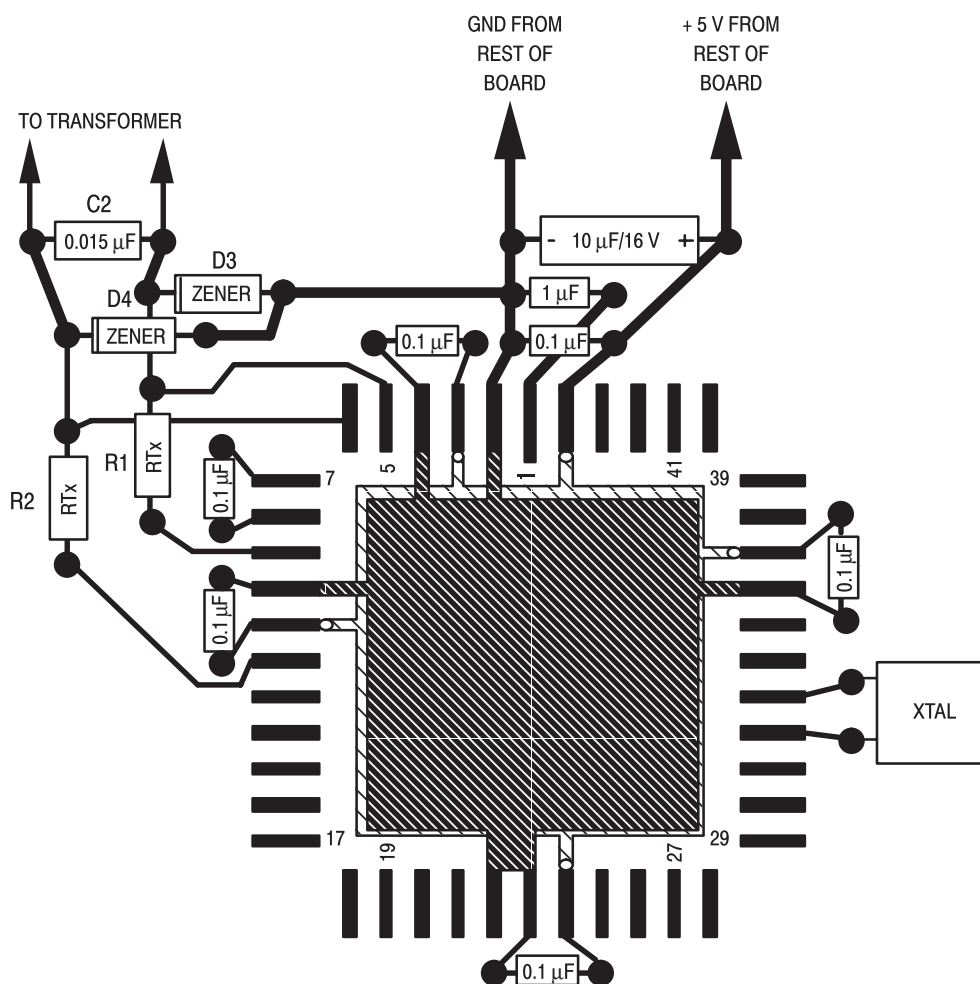 GND FROM
REST OF
BOARD
+ 5 V FROM
REST OF
BOARD
TO TRANSFORMER
C2
0.015 µF
- 10 µF/16 V +
D3
ZENER
1 µF
D4
ZENER
0.1 µF
0.1 µF
R1
RTx
R2
RTx
0.1 µF
0.1 µF
7
5
1
41
39
0.1 µF
XTAL
17
19
27
29
0.1 µF